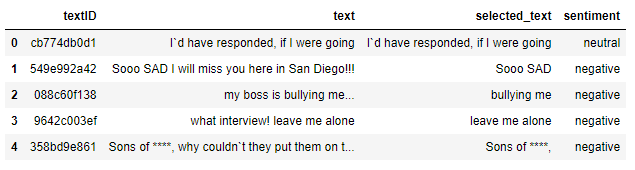 textID text selected_text sentiment
0 cb774db0d1 I`d have responded, if I were going I`d have responded, if I were going neutral
1 549e992a42 Sooo SAD I will miss you here in San Diego!!! Sooo SAD negative
2 088c60f138 my boss is bullying me... bullying me negative
3 9642c003ef what interview! leave me alone leave me alone negative
4 358bd9e861 Sons of ****, why couldn`t they put them on t... Sons of ****, negative